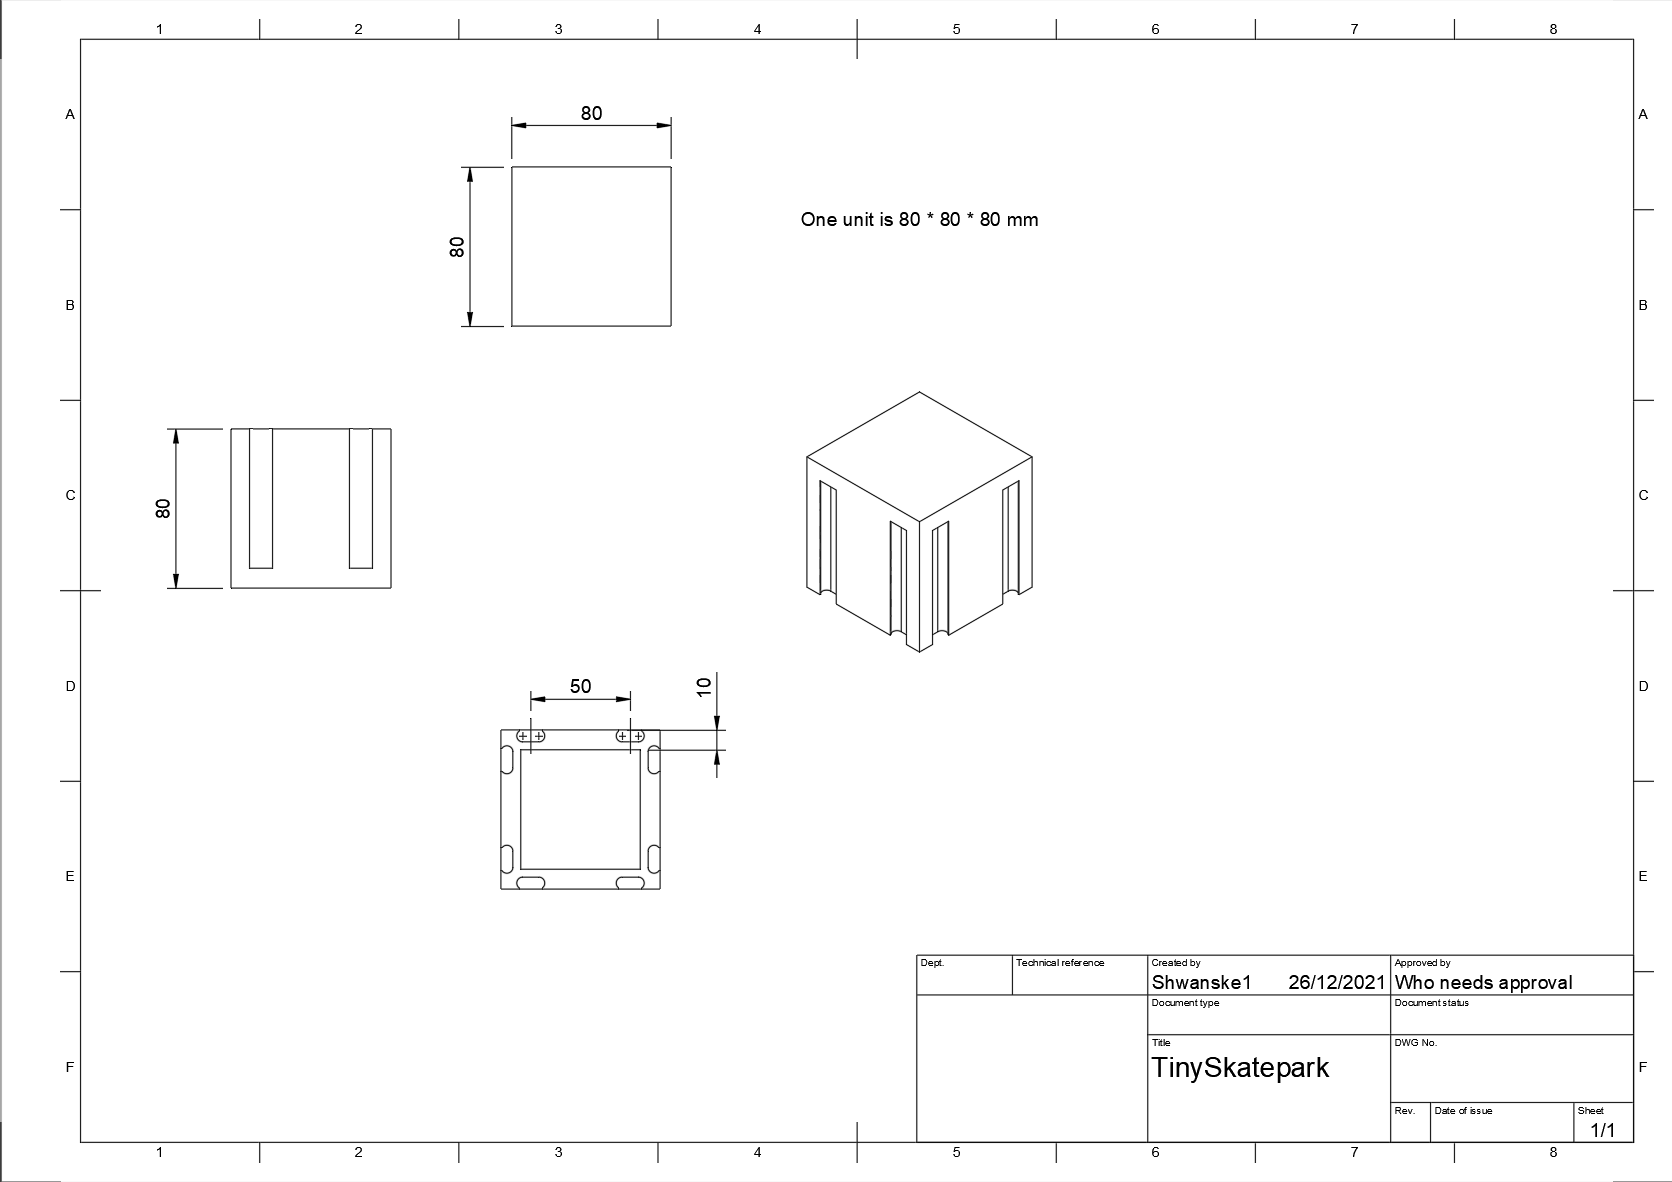 1 2 3 4 5 6 7 8
A A
80
One unit is 80 * 80 * 80 mm
80
B B
C C
80
D D
50 10
E E
Dept. Technical reference Created by Approved by
Shwanske1 26/12/2021 Who needs approval
Document type Document status
Title DWG No.
TinySkatepark
F F
Rev. Date of issue Sheet
1/1
1 2 3 4 5 6 7 8